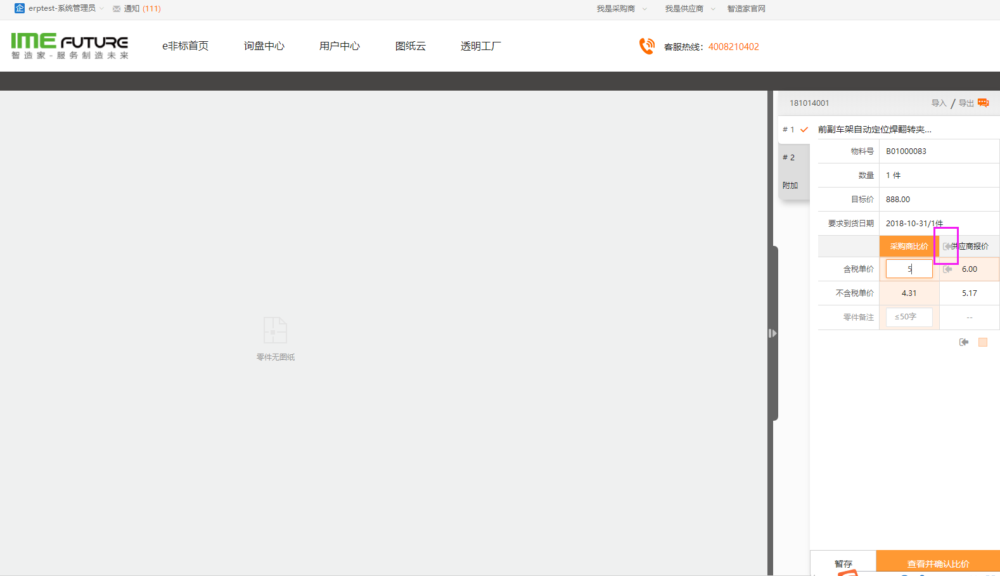 企 erptest-系统管理员 通知 (111) 我是采购商 我是供应商 智造家官网
IME FUTURE
智造家-服务制造未来
e非标首页 询盘中心 用户中心 图纸云 透明工厂 客服热线：4008210402
181014001 导入 / 导出
# 1 前副车架自动定位焊翻转夹...
物料号 B01000083
# 2
数量 1 件
附加
目标价 888.00
要求到货日期 2018-10-31/1件
采购商比价 供应商报价
含税单价 5 6.00
不含税单价 4.31 5.17
零件备注 ≤50字 --
零件无图纸
暂存 查看并确认比价